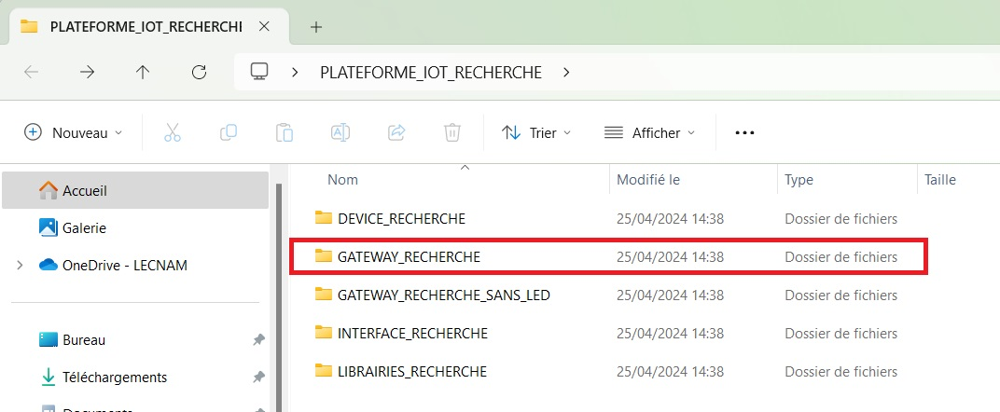 PLATEFORME_IOT_RECHERCHE
PLATEFORME_IOT_RECHERCHE
Nouveau Trier Afficher
Nom Modifié le Type Taille
Accueil
Galerie
OneDrive - LECNAM
Bureau
Téléchargements
Documents
DEVICE_RECHERCHE 25/04/2024 14:38 Dossier de fichiers
GATEWAY_RECHERCHE 25/04/2024 14:38 Dossier de fichiers
GATEWAY_RECHERCHE_SANS_LED 25/04/2024 14:38 Dossier de fichiers
INTERFACE_RECHERCHE 25/04/2024 14:38 Dossier de fichiers
LIBRAIRIES_RECHERCHE 25/04/2024 14:38 Dossier de fichiers